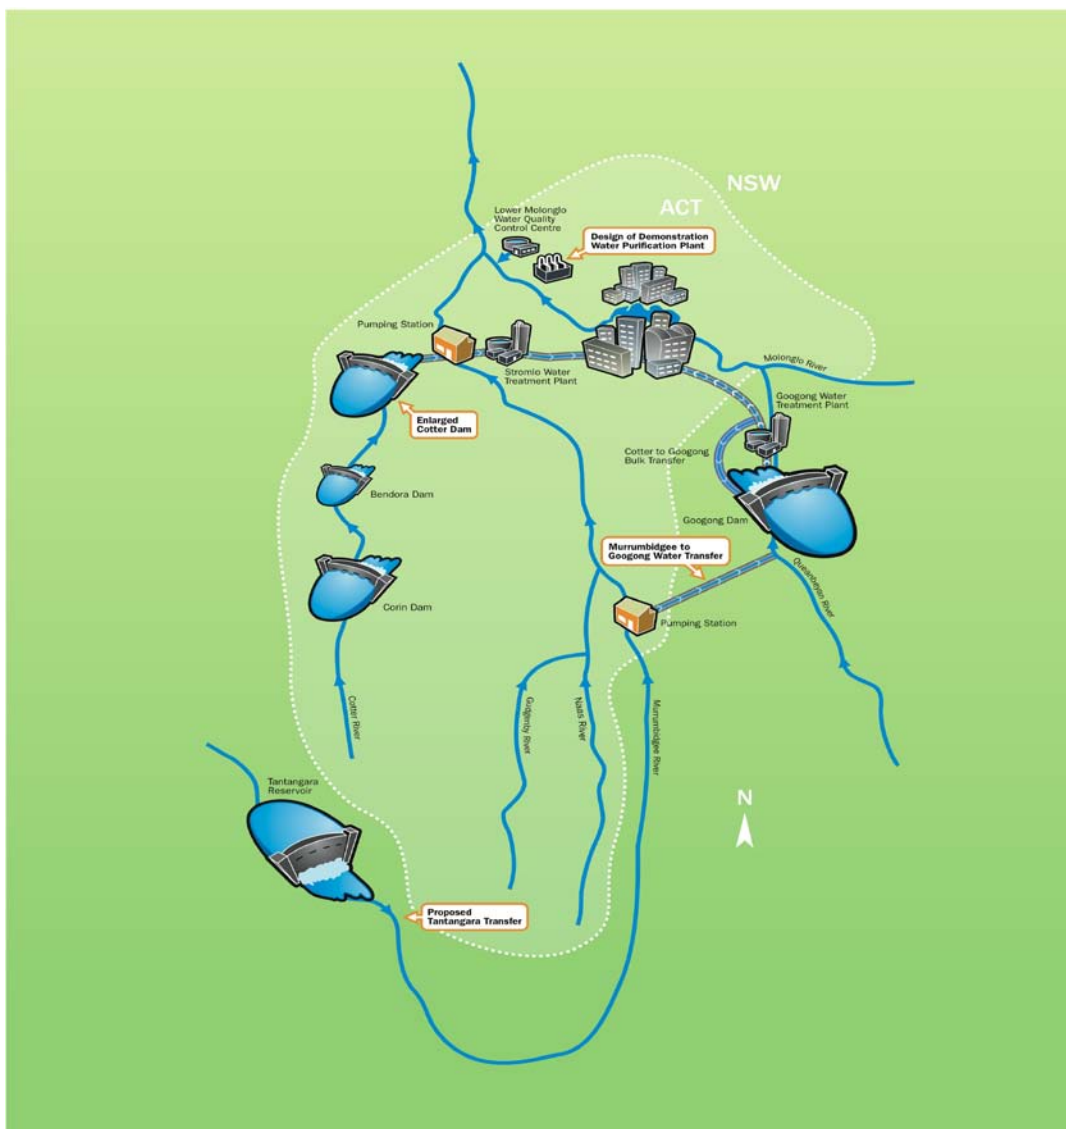 NSW
ACT
Lower Molonglo
Water Quality
Control Centre
Design of Demonstration
Water Purification Plant
Pumping Station
Stromlo Water
Treatment Plant
Molonglo River
Googong Water
Treatment Plant
Enlarged
Cotter Dam
Cotter to Googong
Bulk Transfer
Bendora Dam
Googong Dam
Murrumbidgee to
Googong Water Transfer
Queanbeyan River
Corin Dam
Pumping Station
Cotter River
Gudgenby River
Naas River
Murrumbidgee River
Tantangara
Reservoir
N
Proposed
Tantangara Transfer